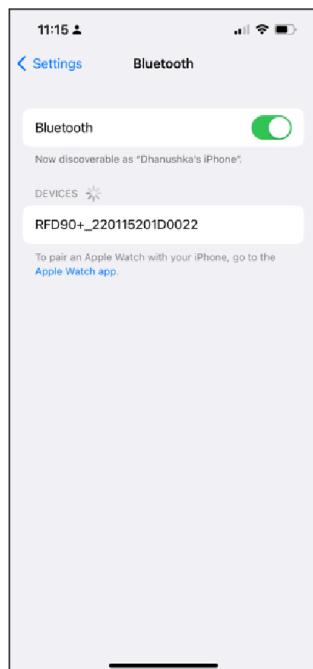 11:15
Settings
Bluetooth
Bluetooth
Now discoverable as “Dhanushka's iPhone”.
DEVICES
RFD90+_220115201D0022
To pair an Apple Watch with your iPhone, go to the
Apple Watch app.